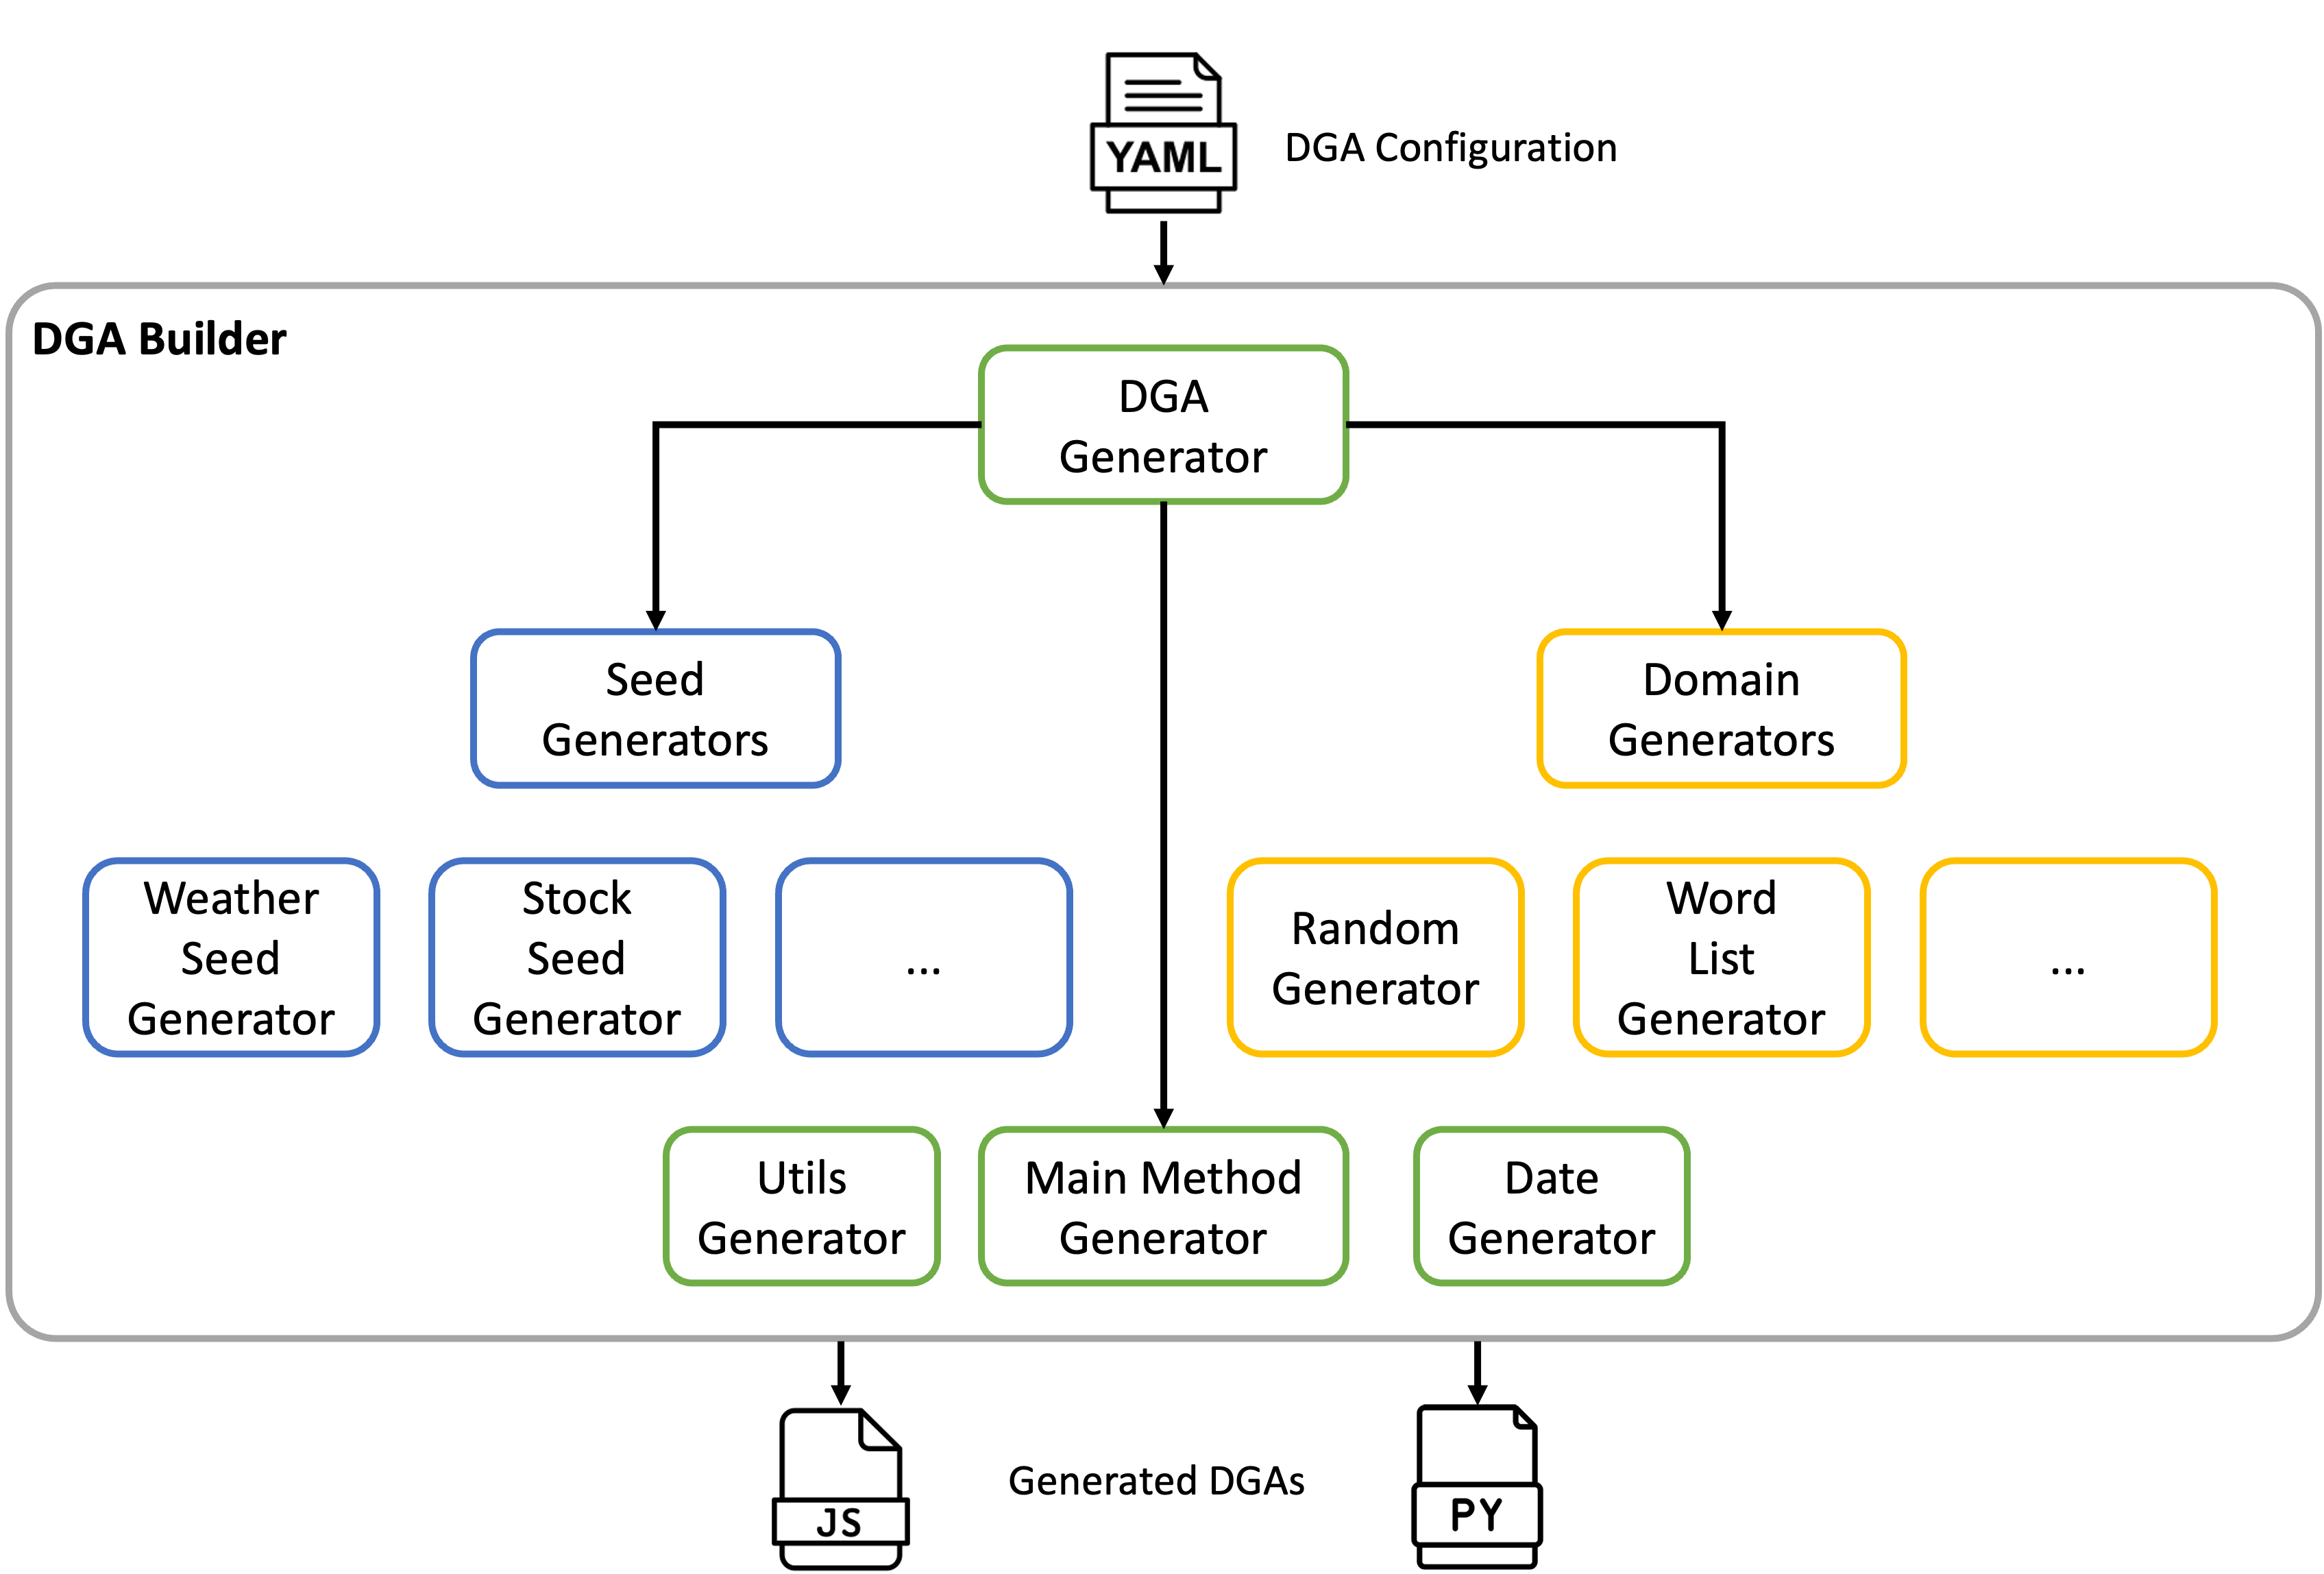 YAML
DGA Configuration
DGA Builder
DGA
Generator
Seed
Generators
Domain
Generators
Weather
Seed
Generator
Stock
Seed
Generator
...
Random
Generator
Word
List
Generator
...
Utils
Generator
Main Method
Generator
Date
Generator
JS
Generated DGAs
PY